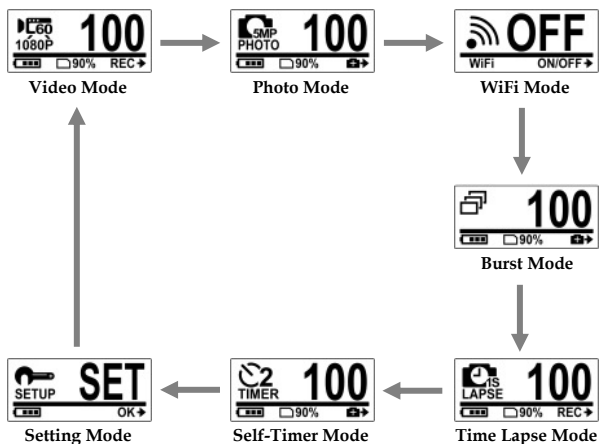 60
1080P
100
90%
REC
Video Mode
5MP
PHOTO
100
90%
Photo Mode
OFF
WiFi
ON/OFF
WiFi Mode
100
90%
Burst Mode
SETUP
SET
OK
Setting Mode
2
TIMER
100
90%
Self-Timer Mode
1S
LAPSE
100
90%
REC
Time Lapse Mode